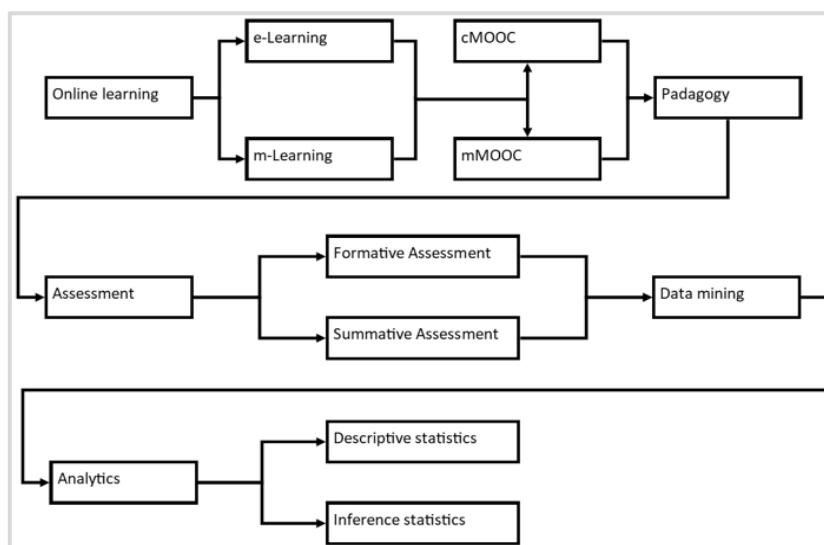 e-Learning
cMOOC
Online learning
Padagogy
m-Learning
mMOOC
Formative Assessment
Assessment
Data mining
Summative Assessment
Descriptive statistics
Analytics
Inference statistics